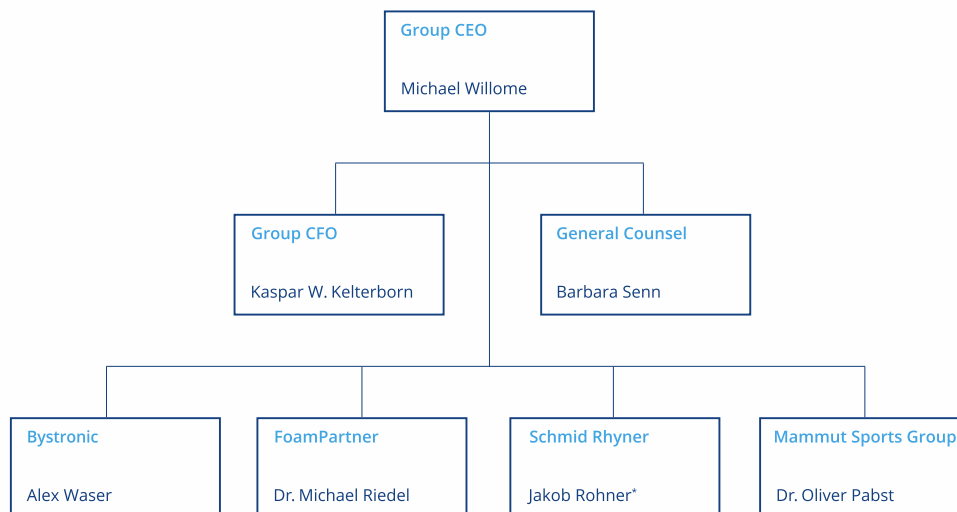 Group CEO
Michael Willome
Group CFO
Kaspar W. Kelterborn
General Counsel
Barbara Senn
Bystronic
Alex Waser
FoamPartner
Dr. Michael Riedel
Schmid Rhyner
Jakob Rohner*
Mammut Sports Group
Dr. Oliver Pabst